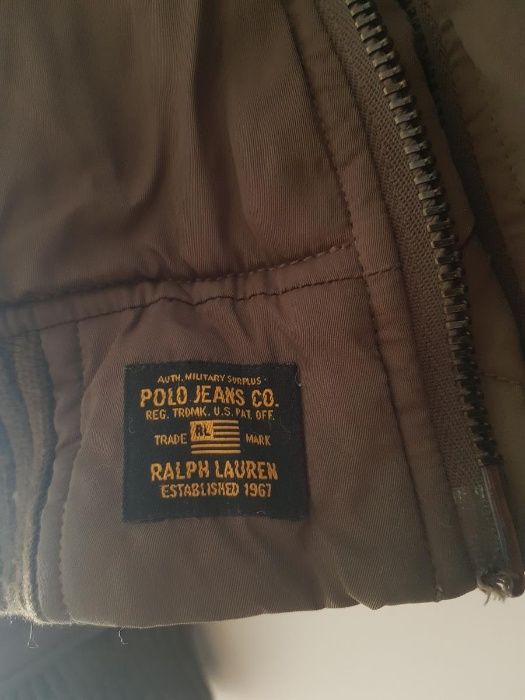 AUTH. MILITARY SURPLUS
POLO JEANS CO.
REG. TRDMK. U.S. PAT. OFF.
TRADE RL MARK
RALPH LAUREN
ESTABLISHED 1967